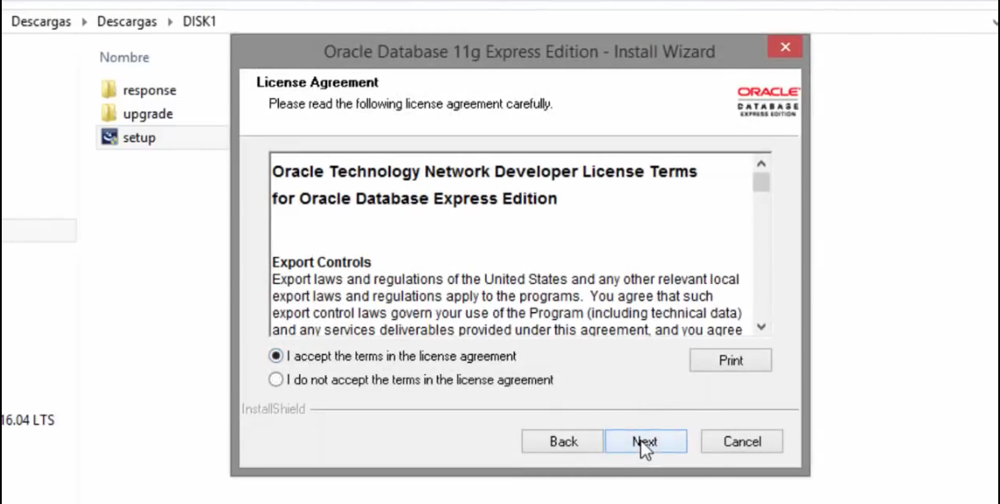 Descargas Descargas DISK1
Nombre
response
upgrade
setup
16.04 LTS
Oracle Database 11g Express Edition - Install Wizard
License Agreement
Please read the following license agreement carefully.
ORACLE
DATABASE
EXPRESS EDITION
Oracle Technology Network Developer License Terms
for Oracle Database Express Edition
Export Controls
Export laws and regulations of the United States and any other relevant local
export laws and regulations apply to the programs. You agree that such
export control laws govern your use of the Program (including technical data)
and any services deliverables provided under this agreement, and you agree
I accept the terms in the license agreement
Print
I do not accept the terms in the license agreement
InstallShield
Back Next Cancel